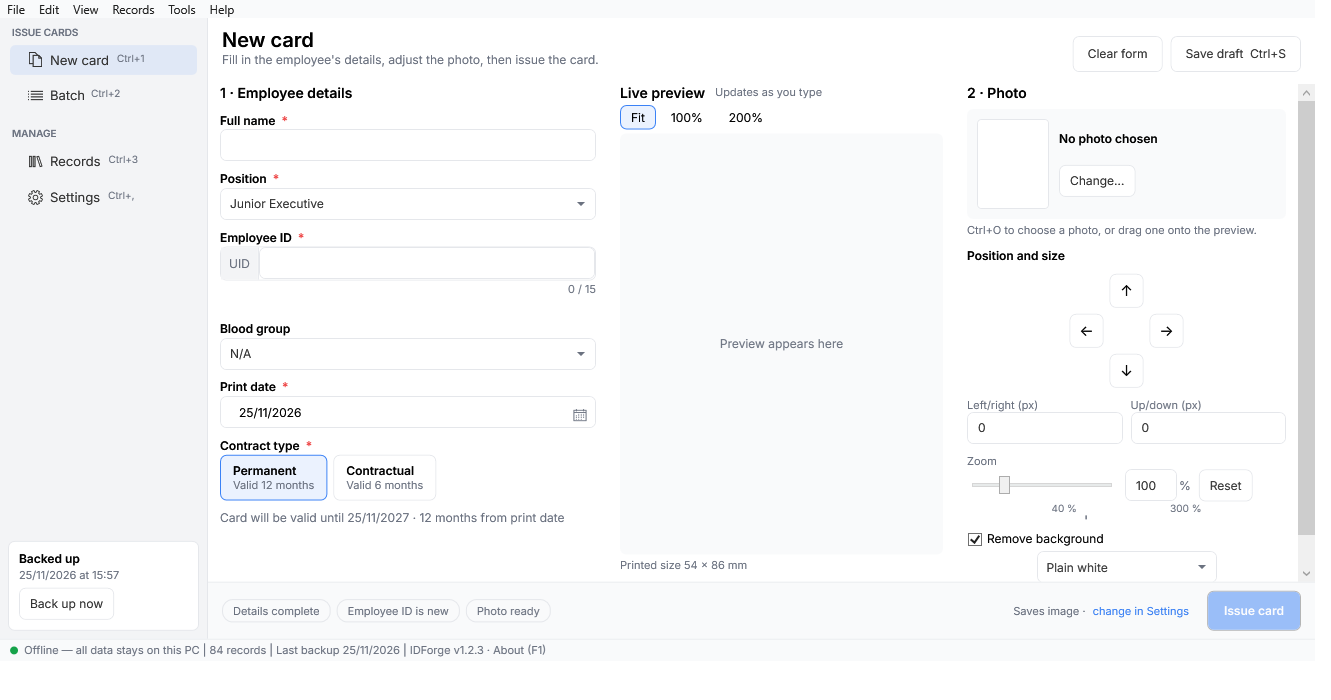 File Edit View Records Tools Help
ISSUE CARDS
New card Ctrl+1
Batch Ctrl+2
MANAGE
Records Ctrl+3
Settings Ctrl+,
Backed up
25/11/2026 at 15:57
Back up now
New card
Fill in the employee's details, adjust the photo, then issue the card.
Clear form
Save draft Ctrl+S
1 · Employee details
Full name *
Position *
Junior Executive
Employee ID *
UID
0 / 15
Blood group
N/A
Print date *
25/11/2026
Contract type *
Permanent
Valid 12 months
Contractual
Valid 6 months
Card will be valid until 25/11/2027 · 12 months from print date
Live preview Updates as you type
Fit 100% 200%
Preview appears here
Printed size 54 × 86 mm
2 · Photo
No photo chosen
Change...
Ctrl+O to choose a photo, or drag one onto the preview.
Position and size
↑
← →
↓
Left/right (px) Up/down (px)
0 0
Zoom
100 % Reset
40 % 300 %
Remove background
Plain white
Details complete Employee ID is new Photo ready
Saves image · change in Settings
Issue card
Offline — all data stays on this PC | 84 records | Last backup 25/11/2026 | IDForge v1.2.3 · About (F1)